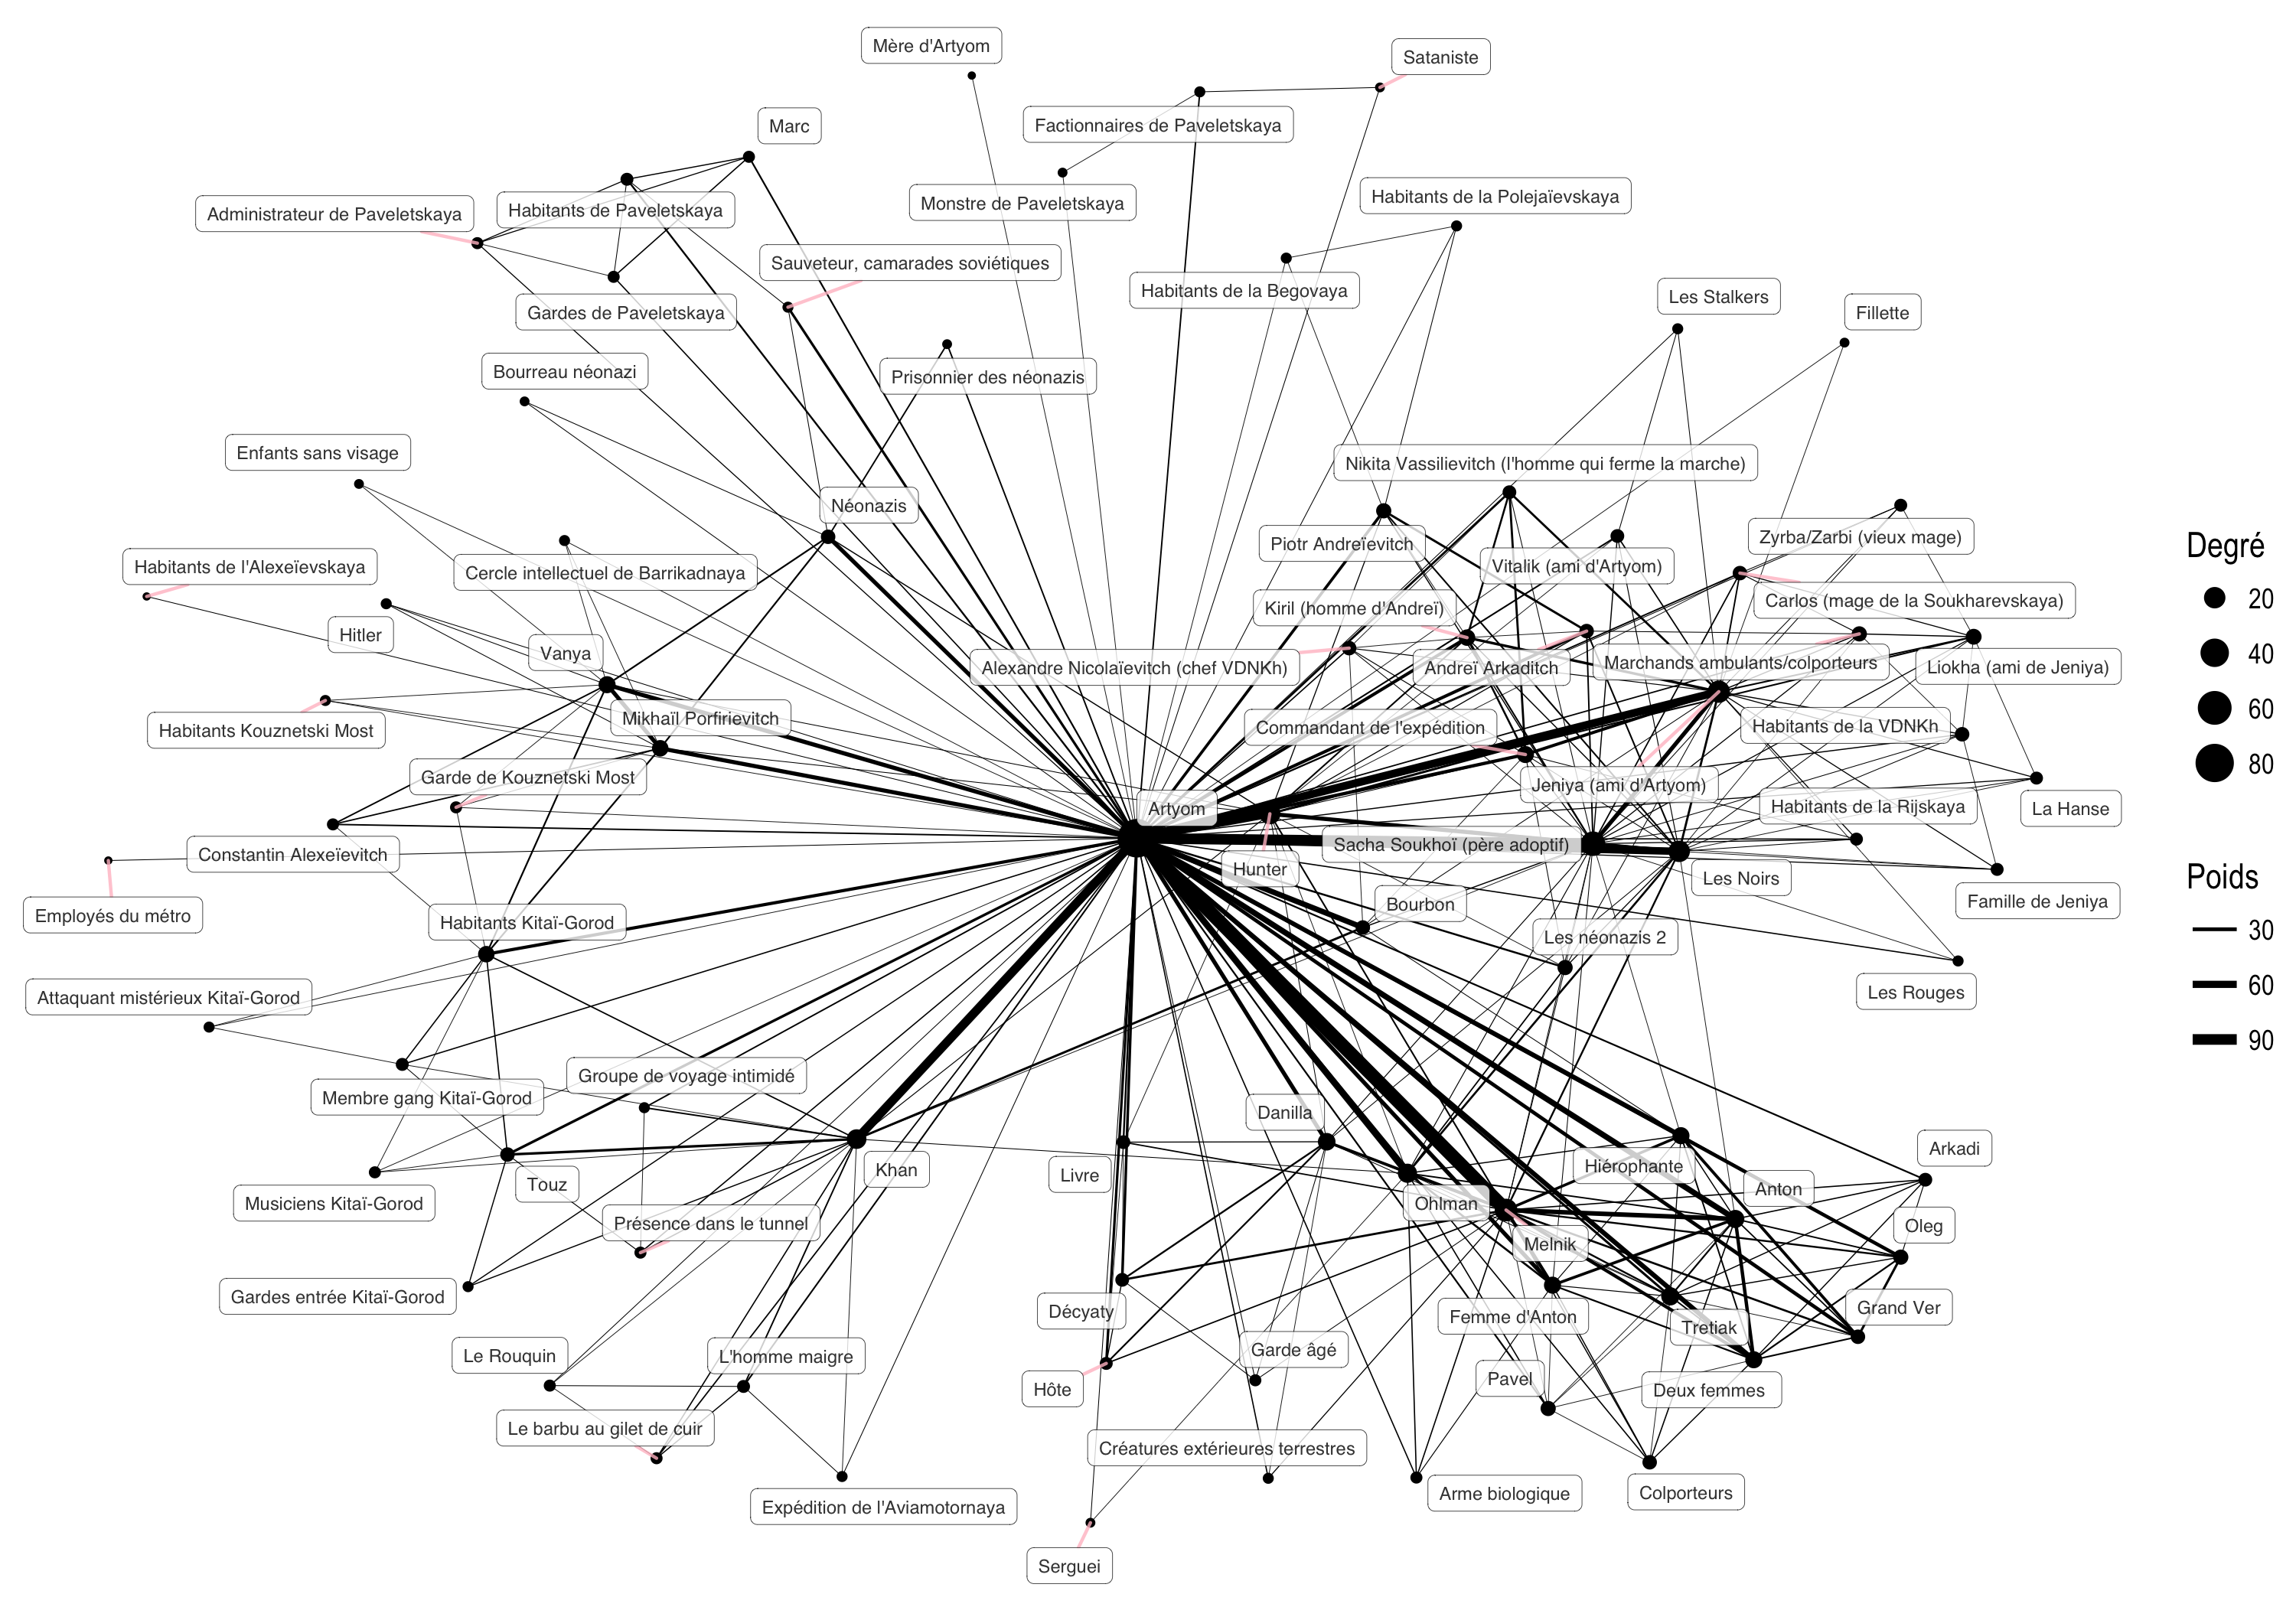 Mère d'Artyom
Sataniste
Marc
Factionnaires de Paveletskaya
Administrateur de Paveletskaya
Habitants de Paveletskaya
Monstre de Paveletskaya
Habitants de la Polejaïevskaya
Sauveteur, camarades soviétiques
Habitants de la Begovaya
Les Stalkers
Fillette
Gardes de Paveletskaya
Bourreau néonazi
Prisonnier des néonazis
Enfants sans visage
Nikita Vassilievitch (l'homme qui ferme la marche)
Néonazis
Piotr Andreïevitch
Zyrba/Zarbi (vieux mage)
Habitants de l'Alexeïevskaya
Cercle intellectuel de Barrikadnaya
Vitalik (ami d'Artyom)
Kiril (homme d'Andreï)
Carlos (mage de la Soukharevskaya)
Hitler
Vanya
Alexandre Nicolaïevitch (chef VDNKh)
Andreï Arkaditch
Marchands ambulants/colporteurs
Liokha (ami de Jeniya)
Habitants Kouznetski Most
Mikhaïl Porfirievitch
Commandant de l'expédition
Habitants de la VDNKh
Garde de Kouznetski Most
Artyom
Jeniya (ami d'Artyom)
Habitants de la Rijskaya
La Hanse
Constantin Alexeïevitch
Sacha Soukhoï (père adoptif)
Hunter
Les Noirs
Employés du métro
Habitants Kitaï-Gorod
Bourbon
Famille de Jeniya
Les néonazis 2
Attaquant mistérieux Kitaï-Gorod
Les Rouges
Groupe de voyage intimidé
Membre gang Kitaï-Gorod
Danilla
Arkadi
Khan
Livre
Hiérophante
Musiciens Kitaï-Gorod
Touz
Ohlman
Anton
Présence dans le tunnel
Melnik
Oleg
Gardes entrée Kitaï-Gorod
Décyaty
Femme d'Anton
Grand Ver
Tretiak
Le Rouquin
L'homme maigre
Garde âgé
Hôte
Pavel
Deux femmes
Le barbu au gilet de cuir
Créatures extérieures terrestres
Expédition de l'Aviamotornaya
Arme biologique
Colporteurs
Serguei
Degré
20
40
60
80
Poids
30
60
90